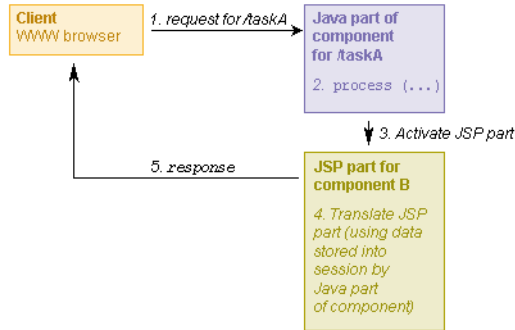 Client
WWW browser
1. request for /taskA
Java part of
component
for /taskA
2. process (...)
3. Activate JSP part
5. response
JSP part for
component B
4. Translate JSP
part (using data
stored into
session by
Java part
of component)